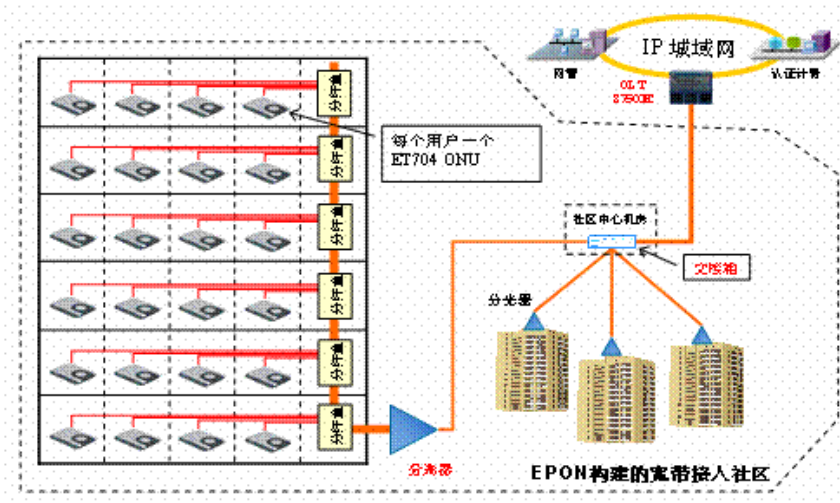 IP城域网
网管
认证计费
OLT
S7500E
分纤盒
每个用户一个
ET704 ONU
分纤盒
分纤盒
分纤盒
分纤盒
分纤盒
社区中心机房
交接箱
分光器
分光器
EPON构建的宽带接入社区